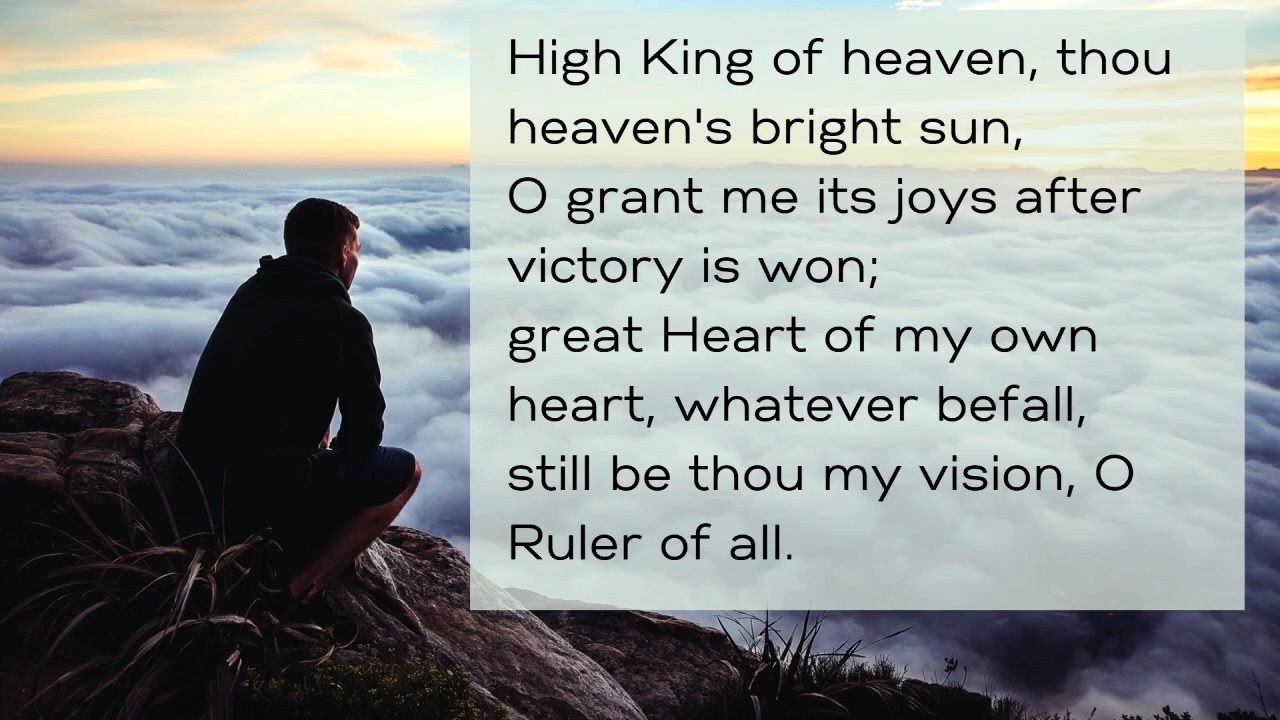 High King of heaven, thou
heaven's bright sun,
O grant me its joys after
victory is won;
great Heart of my own
heart, whatever befall,
still be thou my vision, O
Ruler of all.